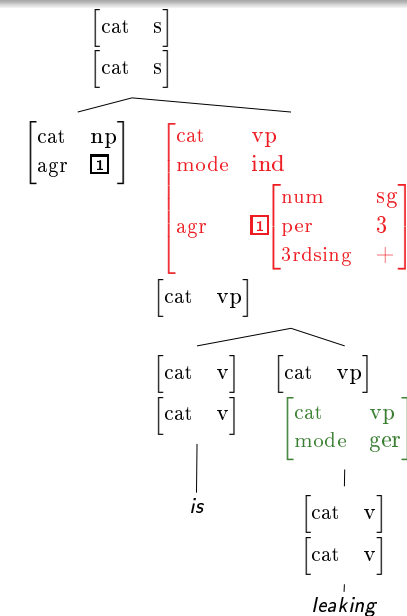 [cat s]
[cat s]
[cat np
agr 1]
[cat vp
mode ind
agr 1 [num sg
per 3
3rdsing +]]
[cat vp]
[cat v] [cat vp]
[cat v]
[cat vp
mode ger]
is
[cat v]
[cat v]
leaking